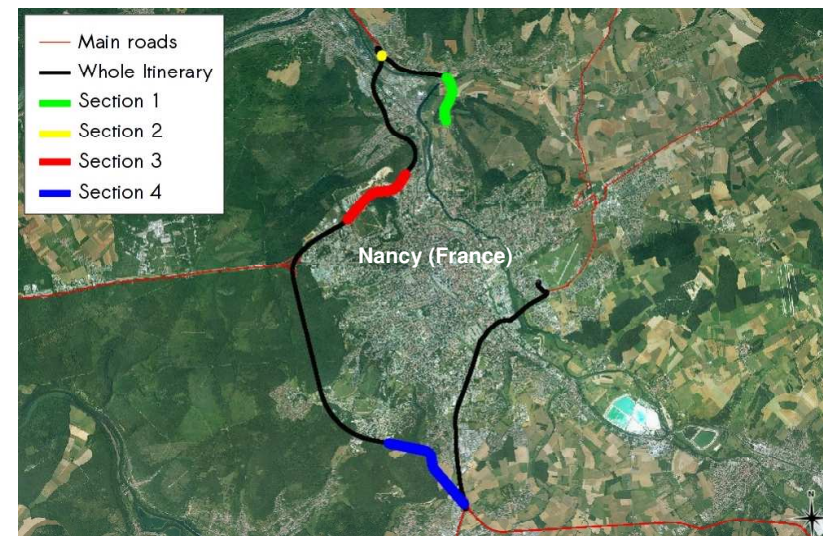 Main roads
Whole Itinerary
Section 1
Section 2
Section 3
Section 4
Nancy (France)
N